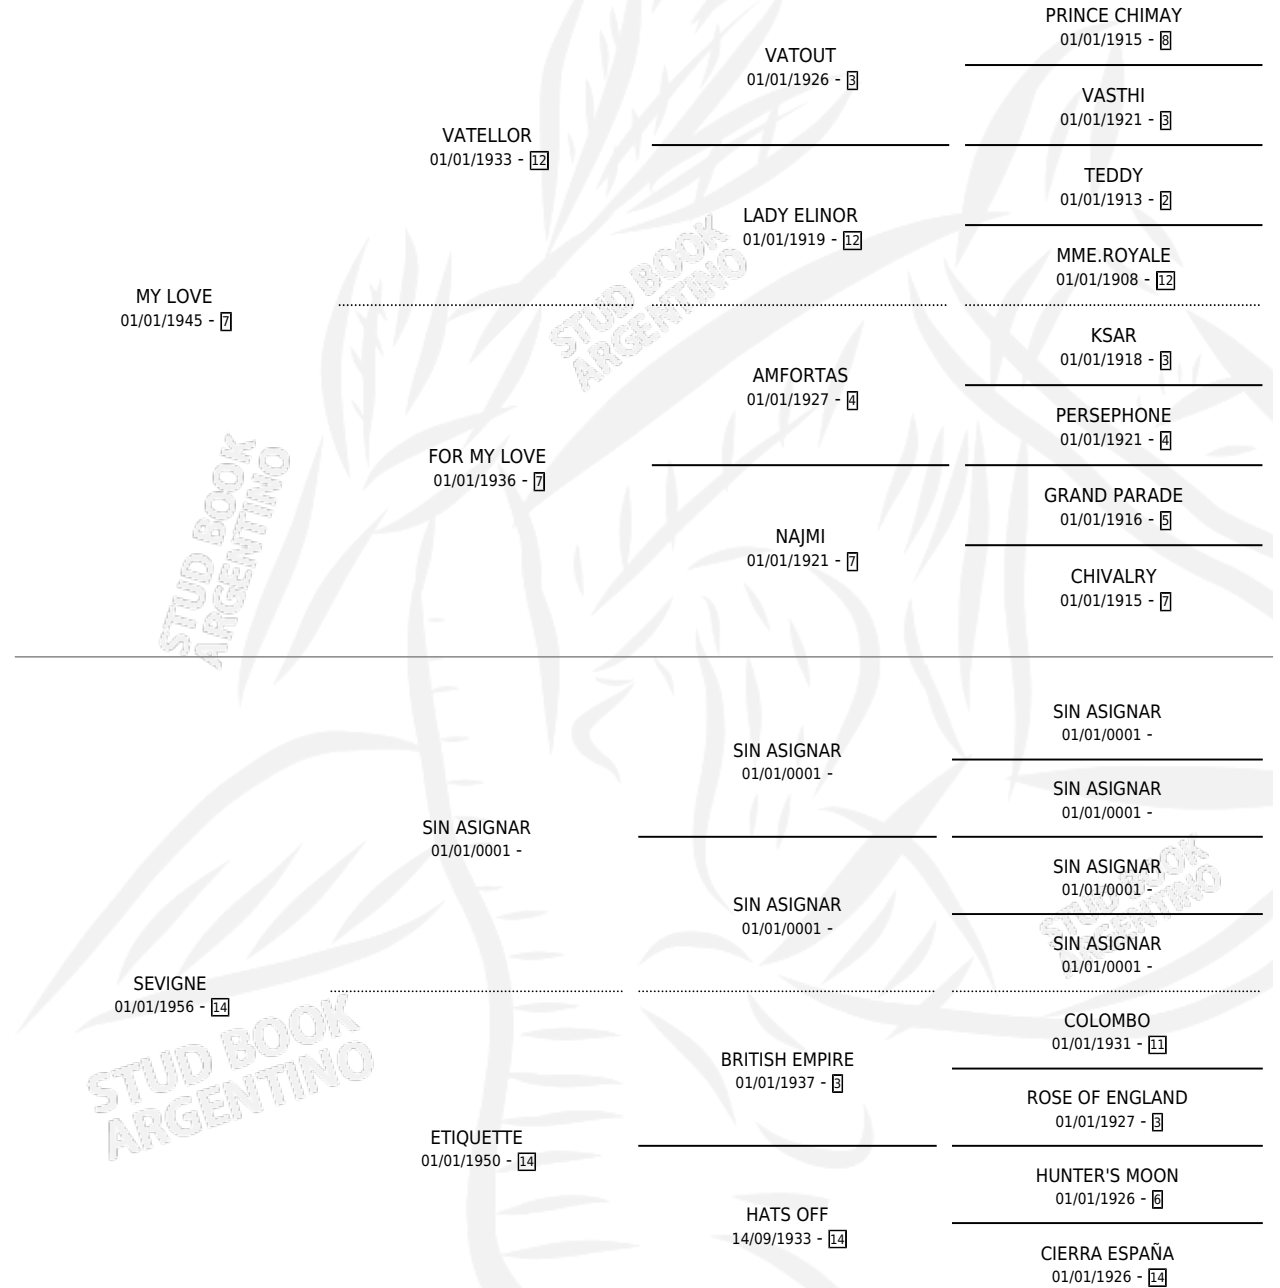 PRINCE CHIMAY
01/01/1915 - 8
VATOUT
01/01/1926 - 3
VASTHI
01/01/1921 - 3
VATELLOR
01/01/1933 - 12
TEDDY
01/01/1913 - 2
LADY ELINOR
01/01/1919 - 12
MME.ROYALE
01/01/1908 - 12
MY LOVE
01/01/1945 - 7
KSAR
01/01/1918 - 3
AMFORTAS
01/01/1927 - 4
PERSEPHONE
01/01/1921 - 4
FOR MY LOVE
01/01/1936 - 7
GRAND PARADE
01/01/1916 - 5
NAJMI
01/01/1921 - 7
CHIVALRY
01/01/1915 - 7
SIN ASIGNAR
01/01/0001 -
SIN ASIGNAR
01/01/0001 -
SIN ASIGNAR
01/01/0001 -
SIN ASIGNAR
01/01/0001 -
SIN ASIGNAR
01/01/0001 -
SIN ASIGNAR
01/01/0001 -
SIN ASIGNAR
01/01/0001 -
SEVIGNE
01/01/1956 - 14
COLOMBO
01/01/1931 - 11
BRITISH EMPIRE
01/01/1937 - 3
ROSE OF ENGLAND
01/01/1927 - 3
ETIQUETTE
01/01/1950 - 14
HUNTER'S MOON
01/01/1926 - 6
HATS OFF
14/09/1933 - 14
CIERRA ESPAÑA
01/01/1926 - 14
STUD BOOK
ARGENTINO
STUD BOOK
ARGENTINO
STUD BOOK
ARGENTINO
STUD BOOK
ARGENTINO